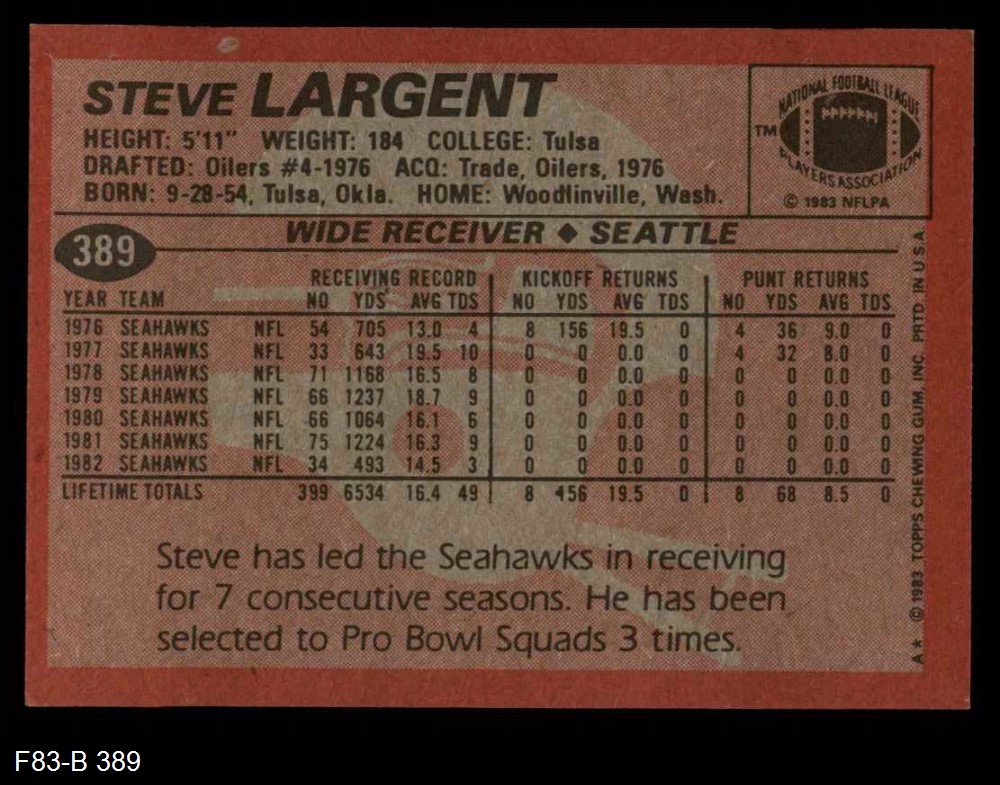 STEVE LARGENT
HEIGHT: 5'11" WEIGHT: 184 COLLEGE: Tulsa
DRAFTED: Oilers #4-1976 ACQ: Trade, Oilers, 1976
BORN: 9-28-54, Tulsa, Okla. HOME: Woodlinville, Wash.
NATIONAL FOOTBALL LEAGUE
TM
PLAYERS ASSOCIATION
© 1983 NFLPA
389
WIDE RECEIVER ♦ SEATTLE
RECEIVING RECORD KICKOFF RETURNS PUNT RETURNS
YEAR TEAM NO YDS AVG TDS NO YDS AVG TDS NO YDS AVG TDS
1976 SEAHAWKS NFL 54 705 13.0 4 8 156 19.5 0 4 36 9.0 0
1977 SEAHAWKS NFL 33 643 19.5 10 0 0 0.0 0 4 32 8.0 0
1978 SEAHAWKS NFL 71 1168 16.5 8 0 0 0.0 0 0 0 0.0 0
1979 SEAHAWKS NFL 66 1237 18.7 9 0 0 0.0 0 0 0 0.0 0
1980 SEAHAWKS NFL 66 1064 16.1 6 0 0 0.0 0 0 0 0.0 0
1981 SEAHAWKS NFL 75 1224 16.3 9 0 0 0.0 0 0 0 0.0 0
1982 SEAHAWKS NFL 34 493 14.5 3 0 0 0.0 0 0 0 0.0 0
LIFETIME TOTALS 399 6534 16.4 49 8 456 19.5 0 8 68 8.5 0
Steve has led the Seahawks in receiving
for 7 consecutive seasons. He has been
selected to Pro Bowl Squads 3 times.
A★ © 1983 TOPPS CHEWING GUM, INC. PRTD. IN U.S.A.
F83-B 389